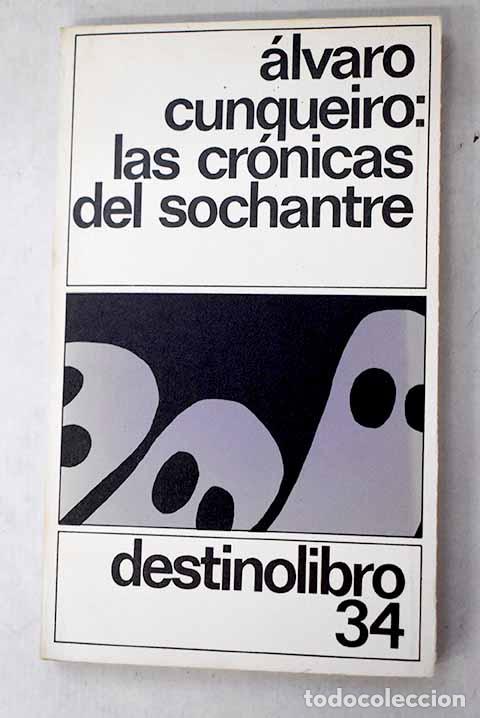 álvaro
cunqueiro:
las crónicas
del sochantre
destinolibro
34
todocoleccion